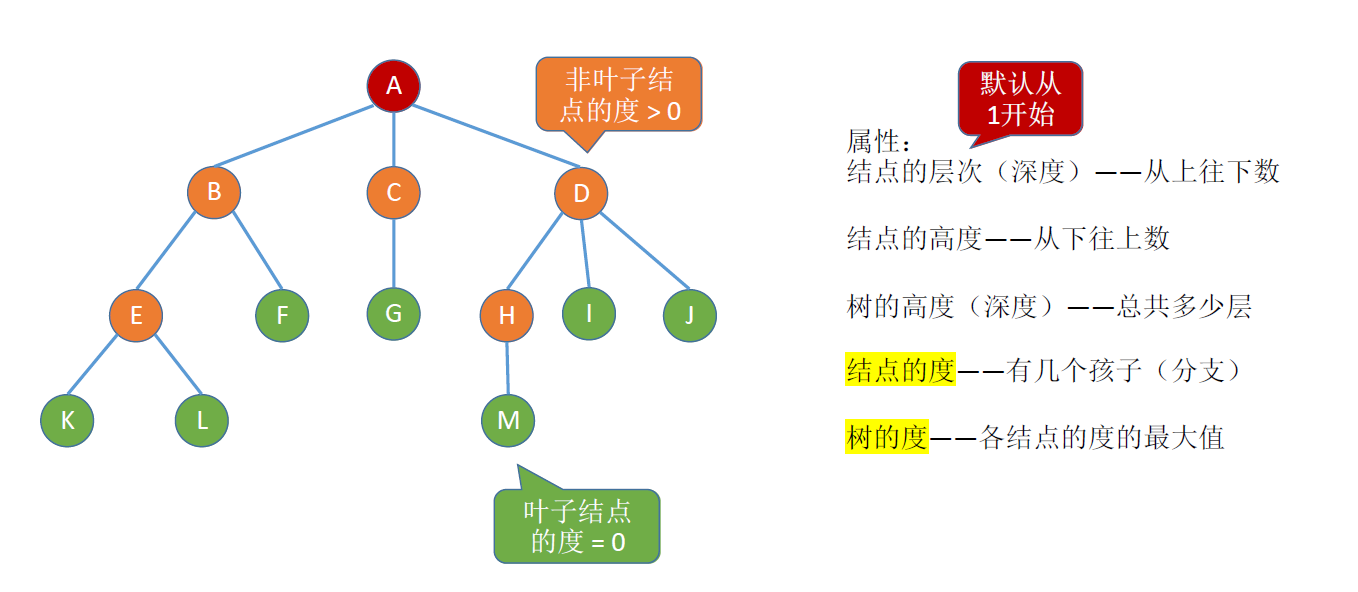 A
非叶子结
点的度 > 0
默认从
1开始
属性：
结点的层次（深度）——从上往下数
B
C
D
结点的高度——从下往上数
E
F
G
H
I
J
树的高度（深度）——总共多少层
结点的度——有几个孩子（分支）
K
L
M
树的度——各结点的度的最大值
叶子结点
的度 = 0